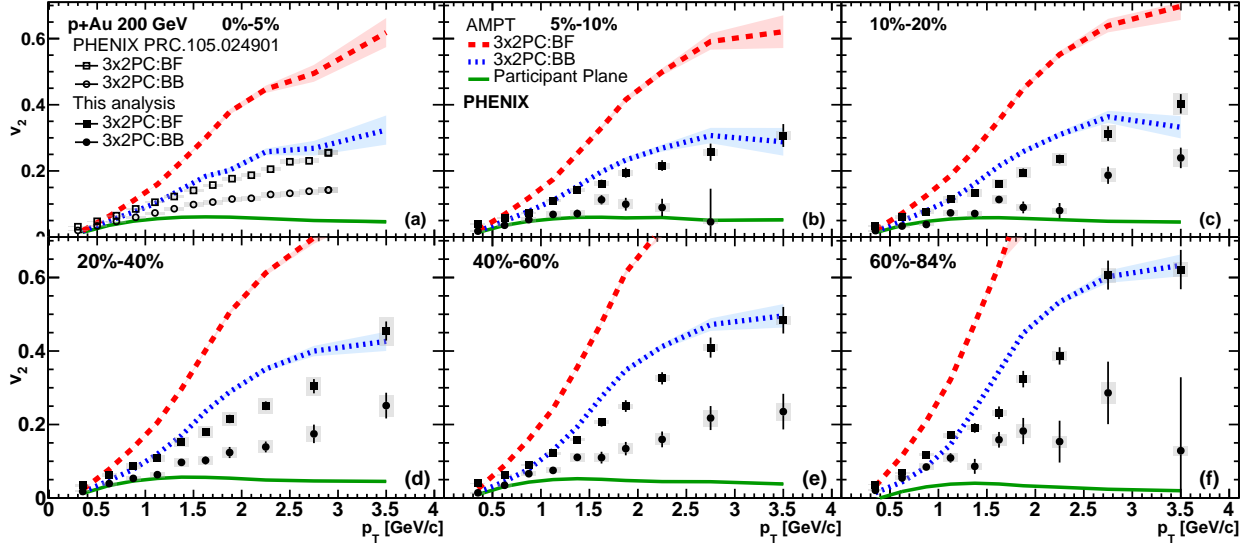 p+Au 200 GeV 0%-5%
PHENIX PRC.105.024901
3x2PC:BF
3x2PC:BB
This analysis
3x2PC:BF
3x2PC:BB
(a)
AMPT 5%-10%
3x2PC:BF
3x2PC:BB
Participant Plane
PHENIX
(b)
10%-20%
(c)
v2
0.6
0.4
0.2
0
20%-40%
(d)
40%-60%
(e)
60%-84%
(f)
v2
0.6
0.4
0.2
0
0 0.5 1 1.5 2 2.5 3 3.5 4
0.5 1 1.5 2 2.5 3 3.5 4
0.5 1 1.5 2 2.5 3 3.5 4
pT [GeV/c]
pT [GeV/c]
pT [GeV/c]